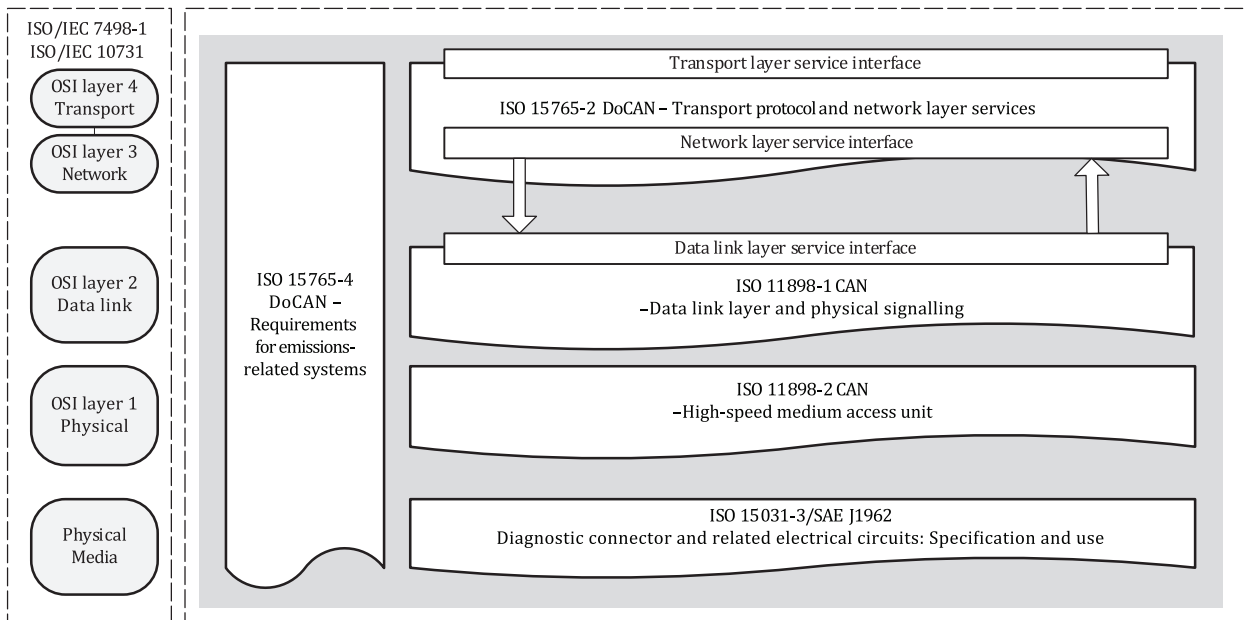 ISO/IEC 7498-1
ISO/IEC 10731
OSI layer 4
Transport
OSI layer 3
Network
OSI layer 2
Data link
OSI layer 1
Physical
Physical
Media
ISO 15765-4
DoCAN –
Requirements
for emissions-
related systems
Transport layer service interface
ISO 15765-2 DoCAN – Transport protocol and network layer services
Network layer service interface
Data link layer service interface
ISO 11898-1 CAN
–Data link layer and physical signalling
ISO 11898-2 CAN
–High-speed medium access unit
ISO 15031-3/SAE J1962
Diagnostic connector and related electrical circuits: Specification and use